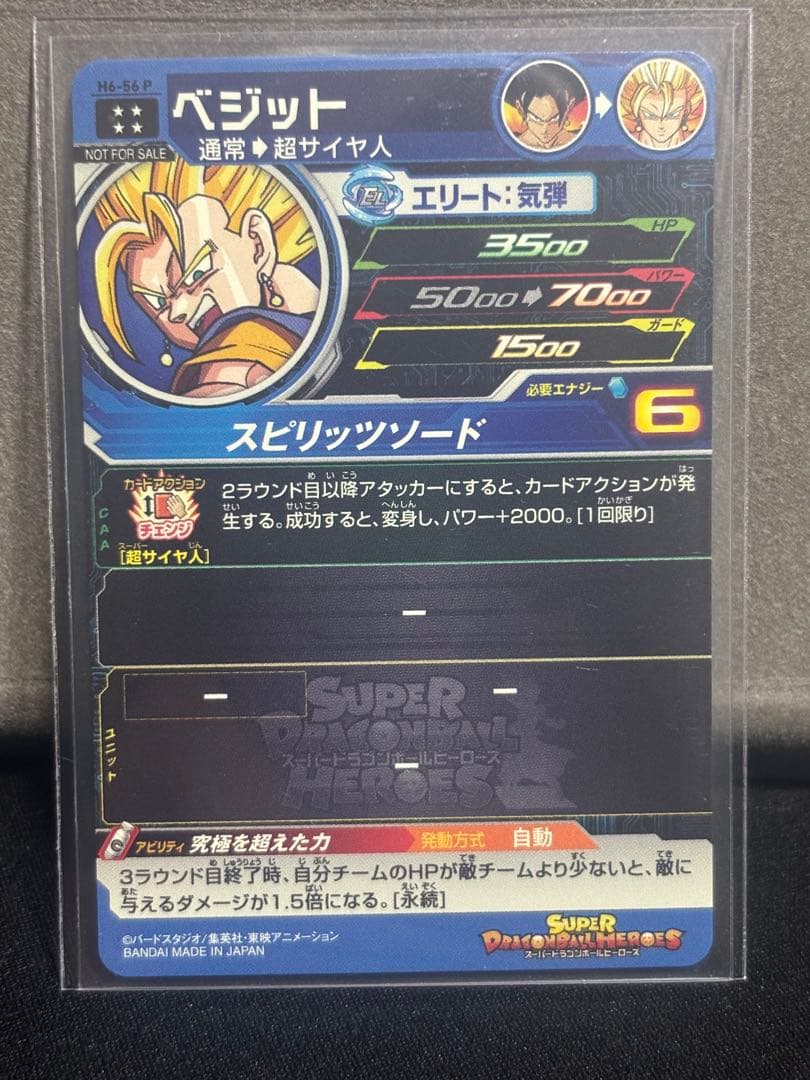 H6-56 P
NOT FOR SALE
ベジット
通常➡超サイヤ人
EL エリート:気弾
HP
3500
パワー
5000➡7000
ガード
1500
必要エナジー 6
スピリッツソード
CAA
カードアクション
チェンジ
[超サイヤ人]
2ラウンド目以降アタッカーにすると、カードアクションが発
生する。成功すると、変身し、パワー+2000。[1回限り]
ー
ユニット
ー
ー
ー
SUPER
DRAGONBALL
スーパードラゴンボールヒーローズ
HEROES
アビリティ 究極を超えた力 発動方式 自動
3ラウンド目終了時、自分チームのHPが敵チームより少ないと、敵に
与えるダメージが1.5倍になる。[永続]
©バードスタジオ/集英社・東映アニメーション
BANDAI MADE IN JAPAN
SUPER
DRAGONBALL HEROES
スーパードラゴンボールヒーローズ